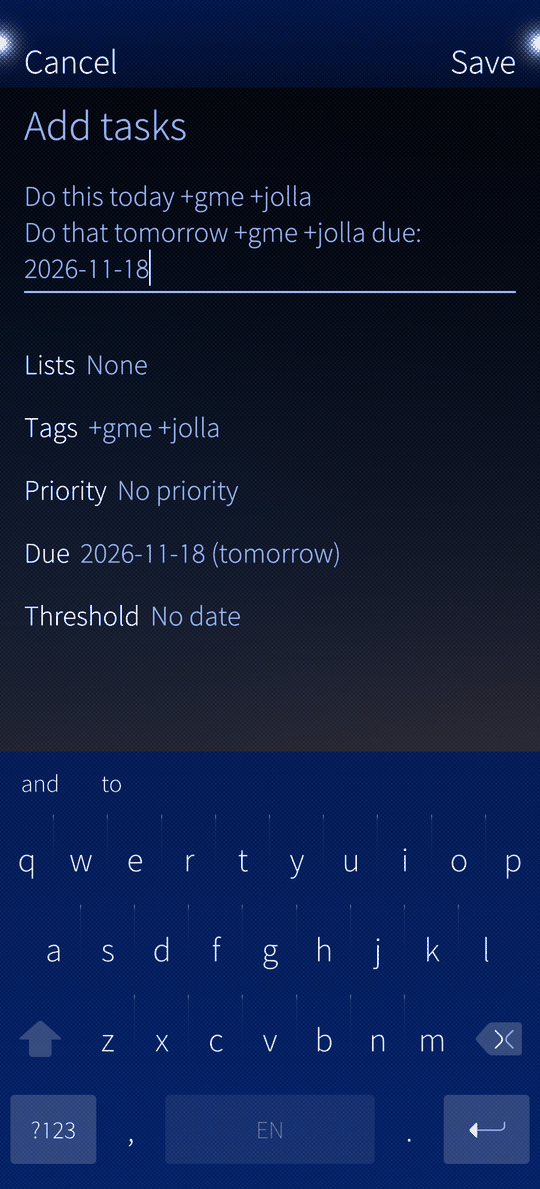 Cancel Save
Add tasks
Do this today +gme +jolla
Do that tomorrow +gme +jolla due:
2026-11-18
Lists None
Tags +gme +jolla
Priority No priority
Due 2026-11-18 (tomorrow)
Threshold No date
and to
q w e r t y u i o p
a s d f g h j k l
z x c v b n m
?123 , EN .